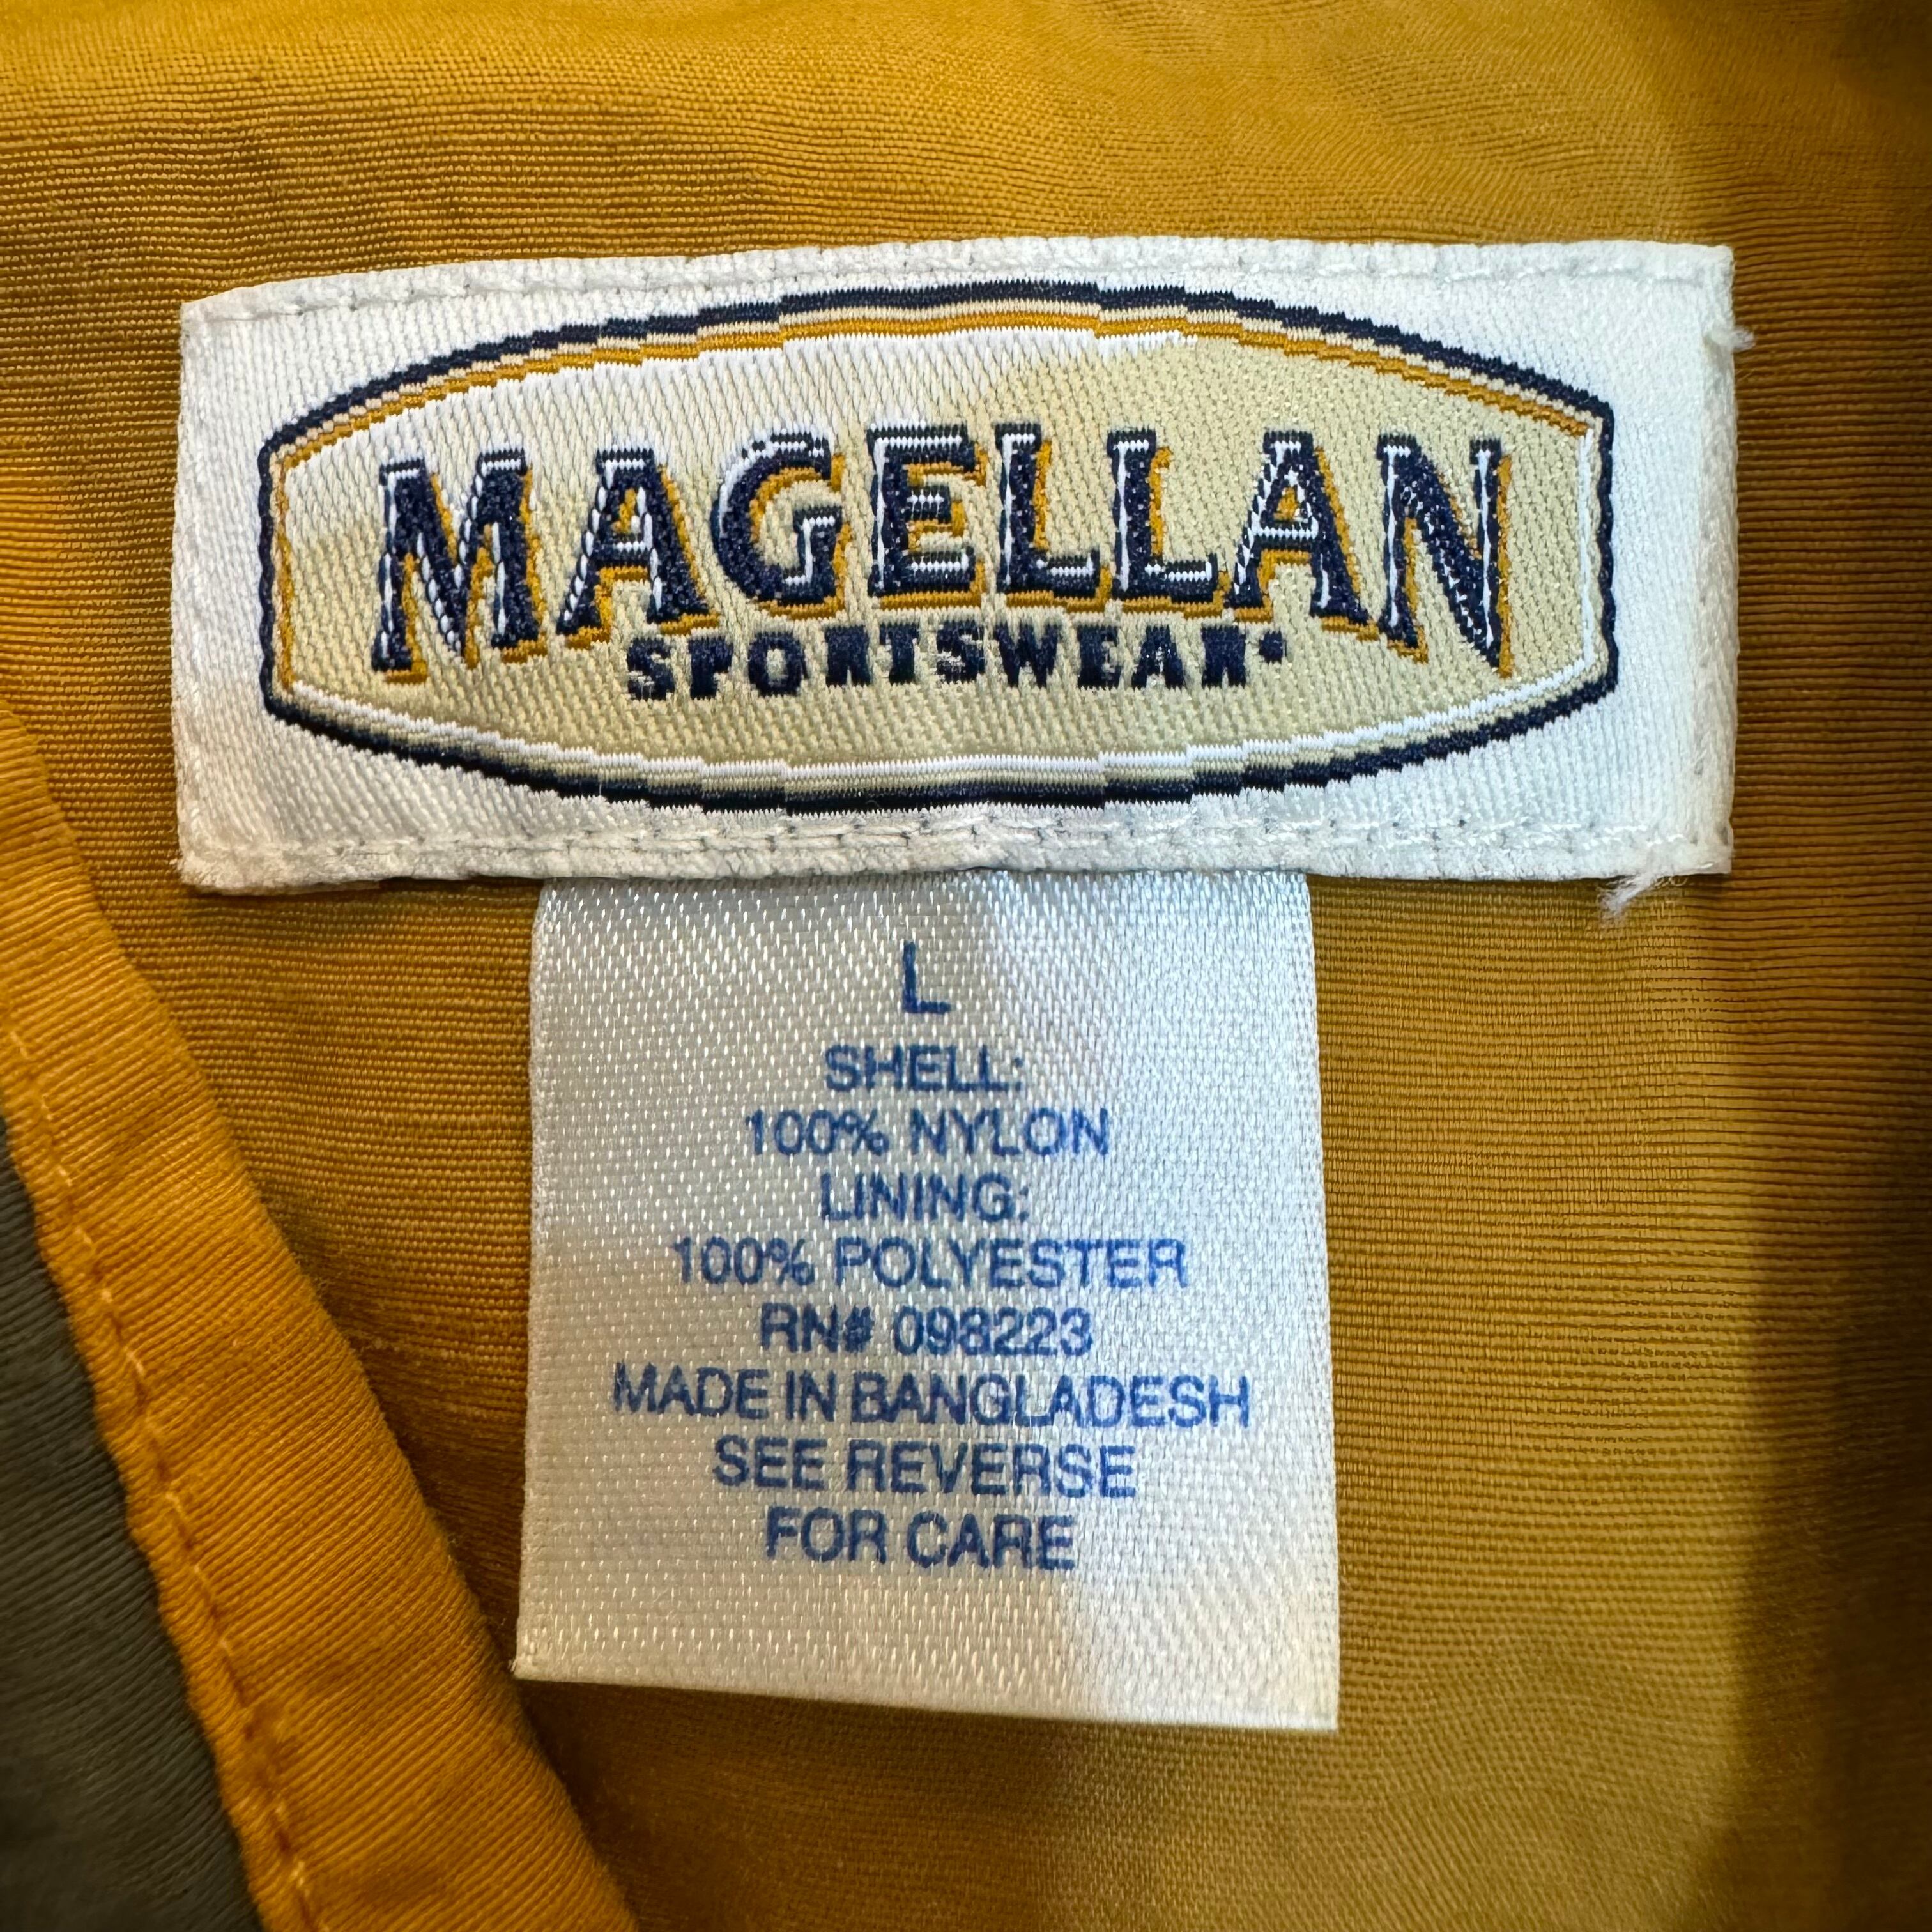 MAGELLAN
SPORTSWEAR
L
SHELL:
100% NYLON
LINING:
100% POLYESTER
RN# 098223
MADE IN BANGLADESH
SEE REVERSE
FOR CARE